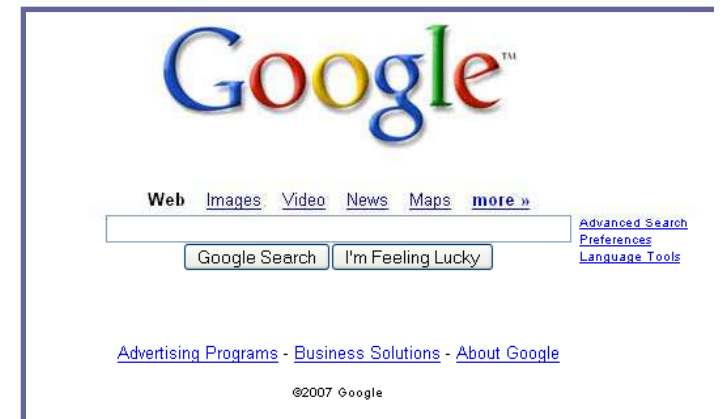 Google™
Web Images Video News Maps more »
Advanced Search
Preferences
Language Tools
Google Search I'm Feeling Lucky
Advertising Programs - Business Solutions - About Google
©2007 Google